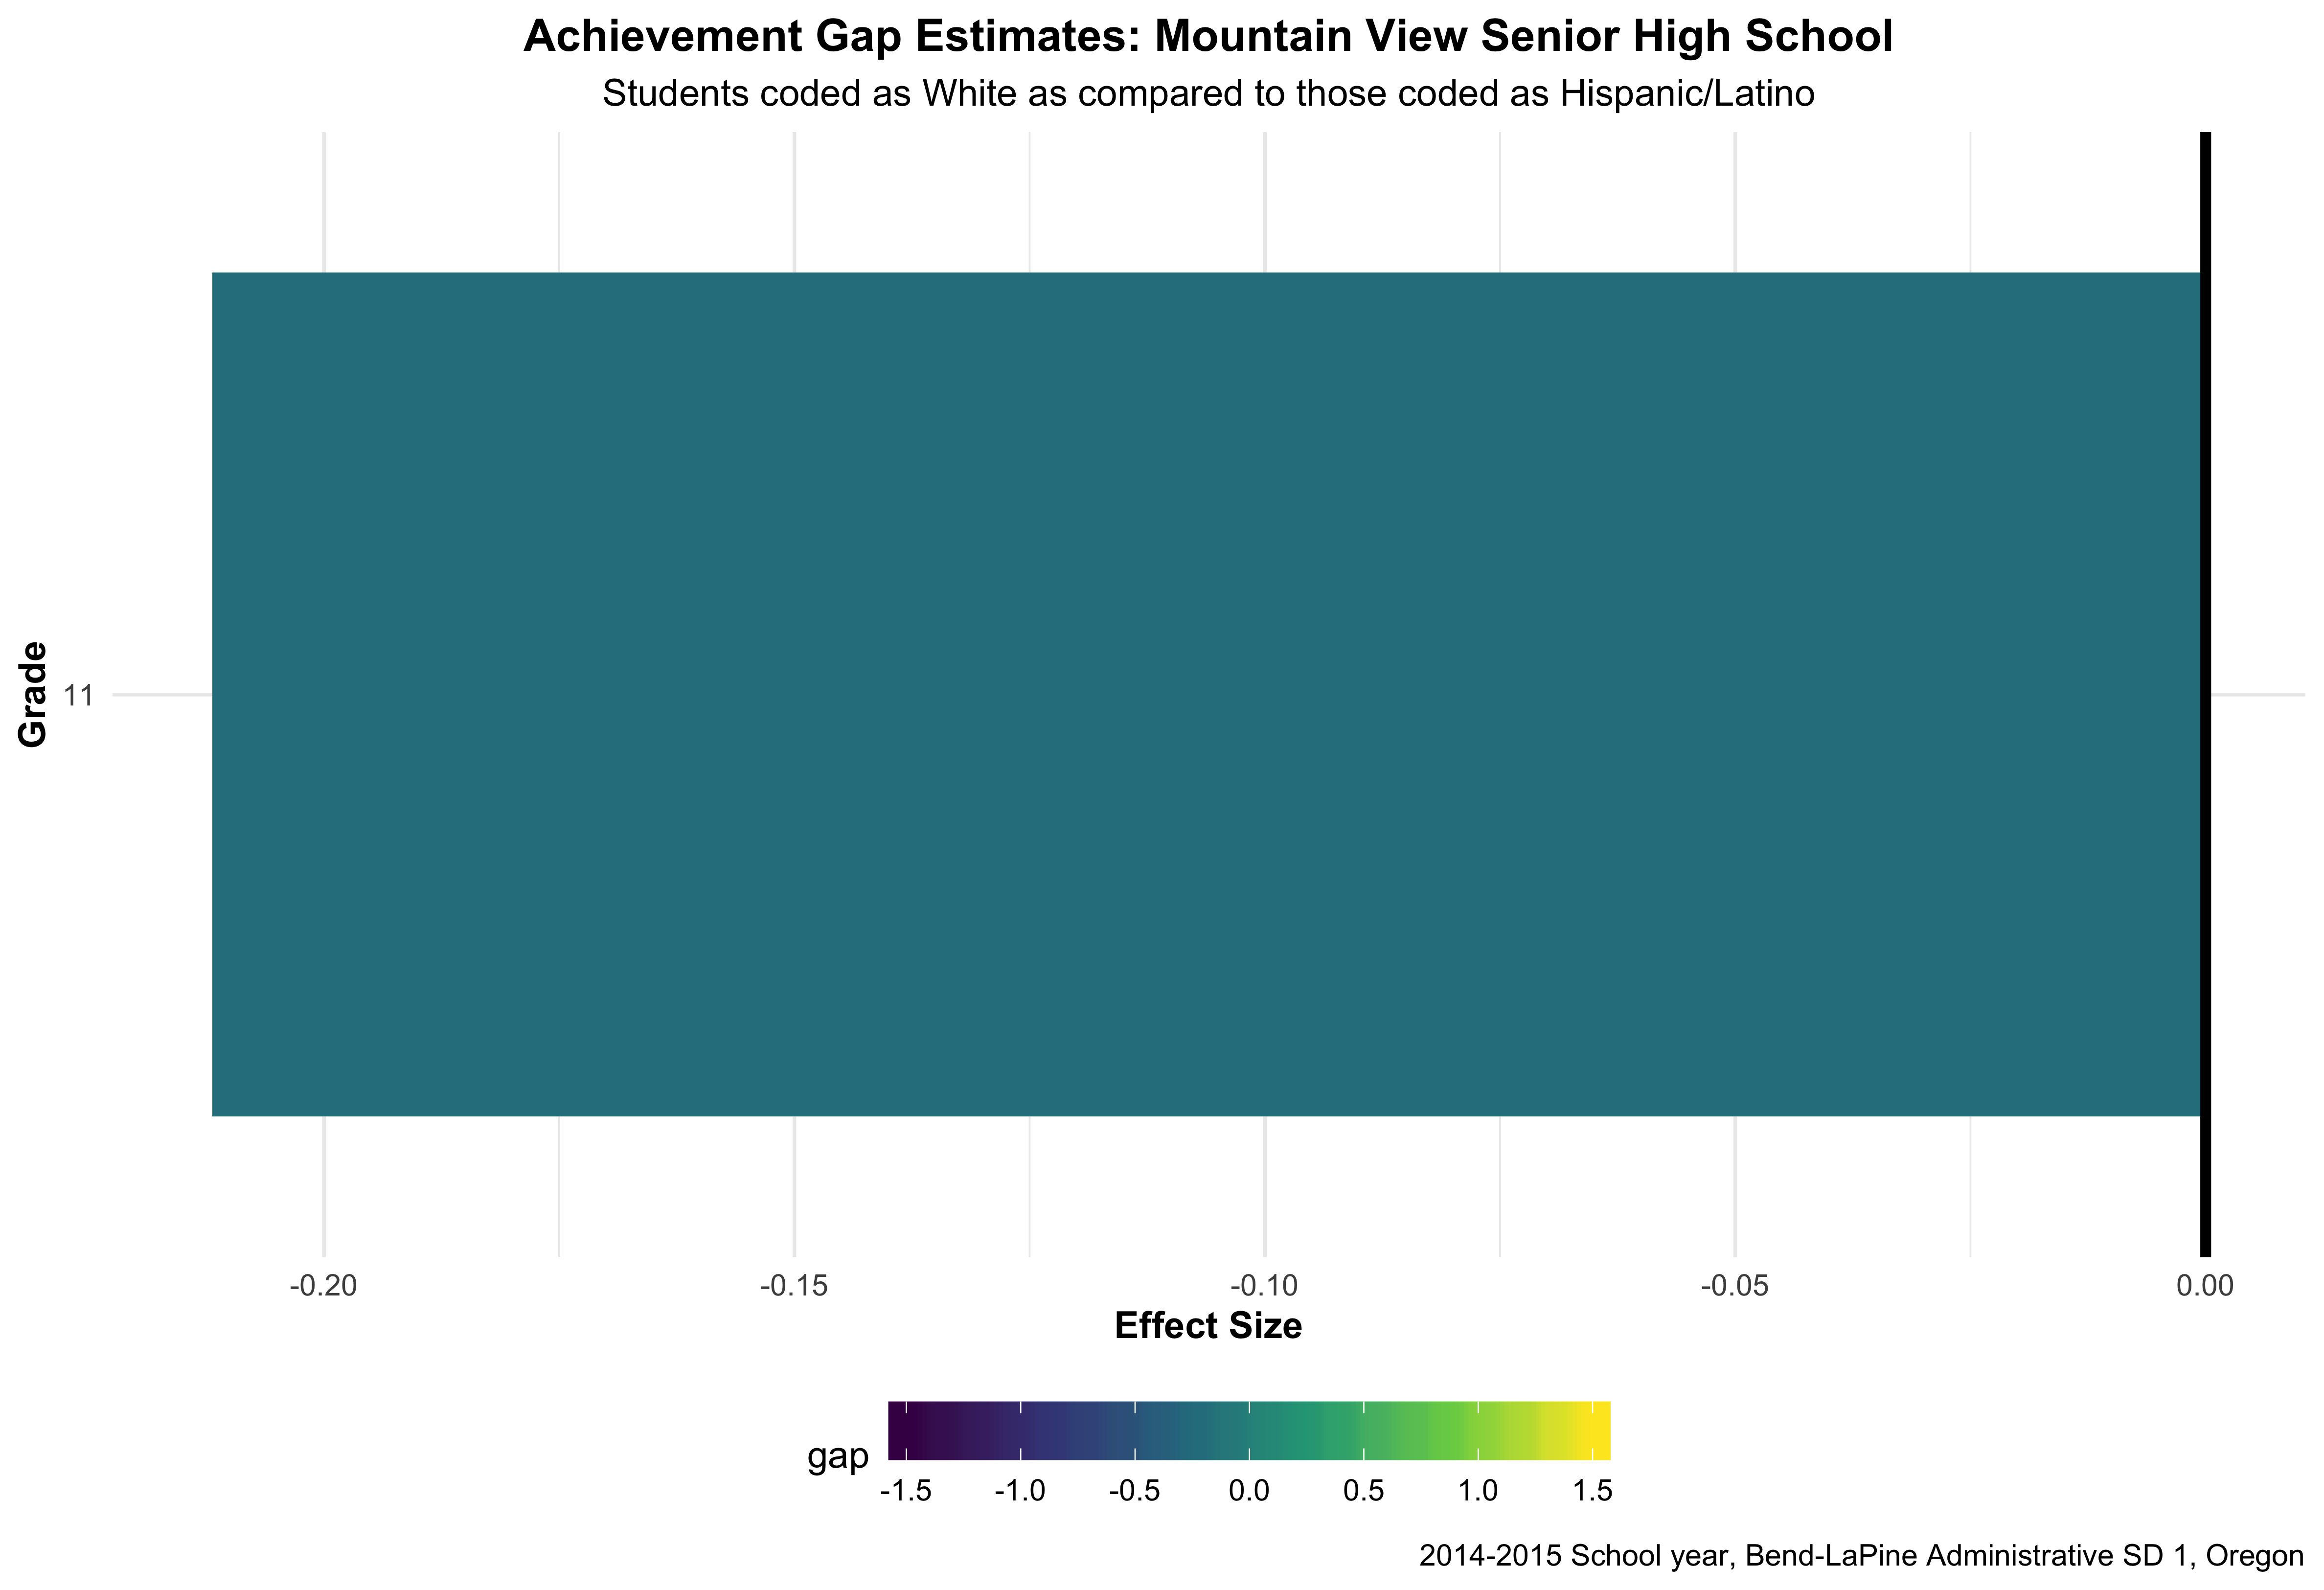 Achievement Gap Estimates: Mountain View Senior High School
Students coded as White as compared to those coded as Hispanic/Latino
Grade
11
-0.20 -0.15 -0.10 -0.05 0.00
Effect Size
gap
-1.5 -1.0 -0.5 0.0 0.5 1.0 1.5
2014-2015 School year, Bend-LaPine Administrative SD 1, Oregon